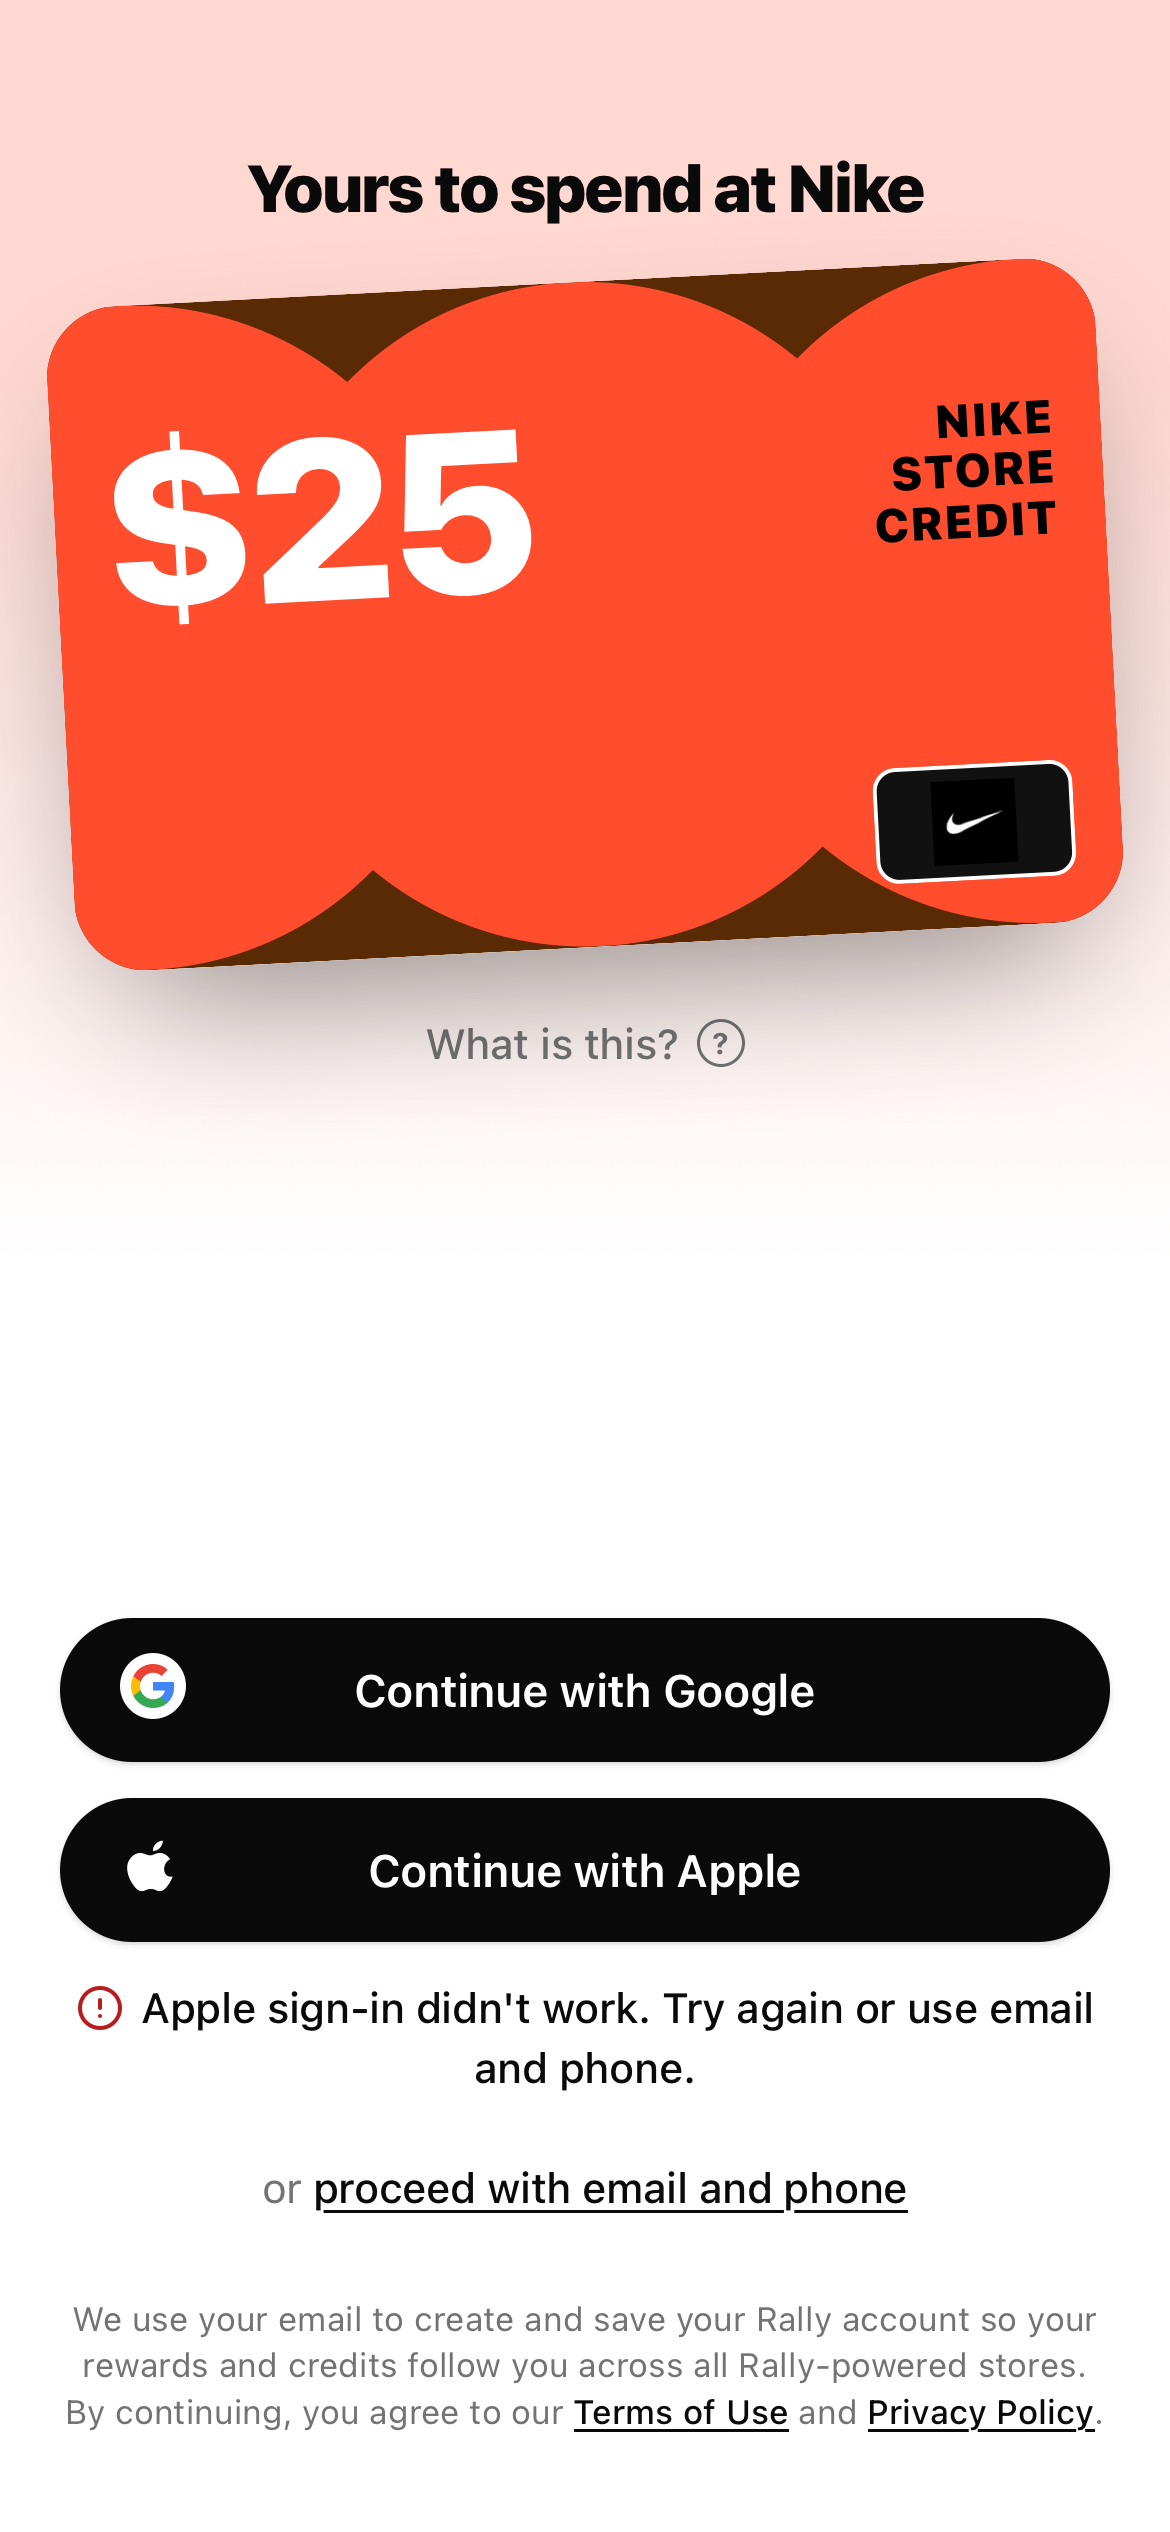 Yours to spend at Nike
$25
NIKE
STORE
CREDIT
What is this? ?
Continue with Google
Continue with Apple
Apple sign-in didn't work. Try again or use email
and phone.
or proceed with email and phone
We use your email to create and save your Rally account so your
rewards and credits follow you across all Rally-powered stores.
By continuing, you agree to our Terms of Use and Privacy Policy.